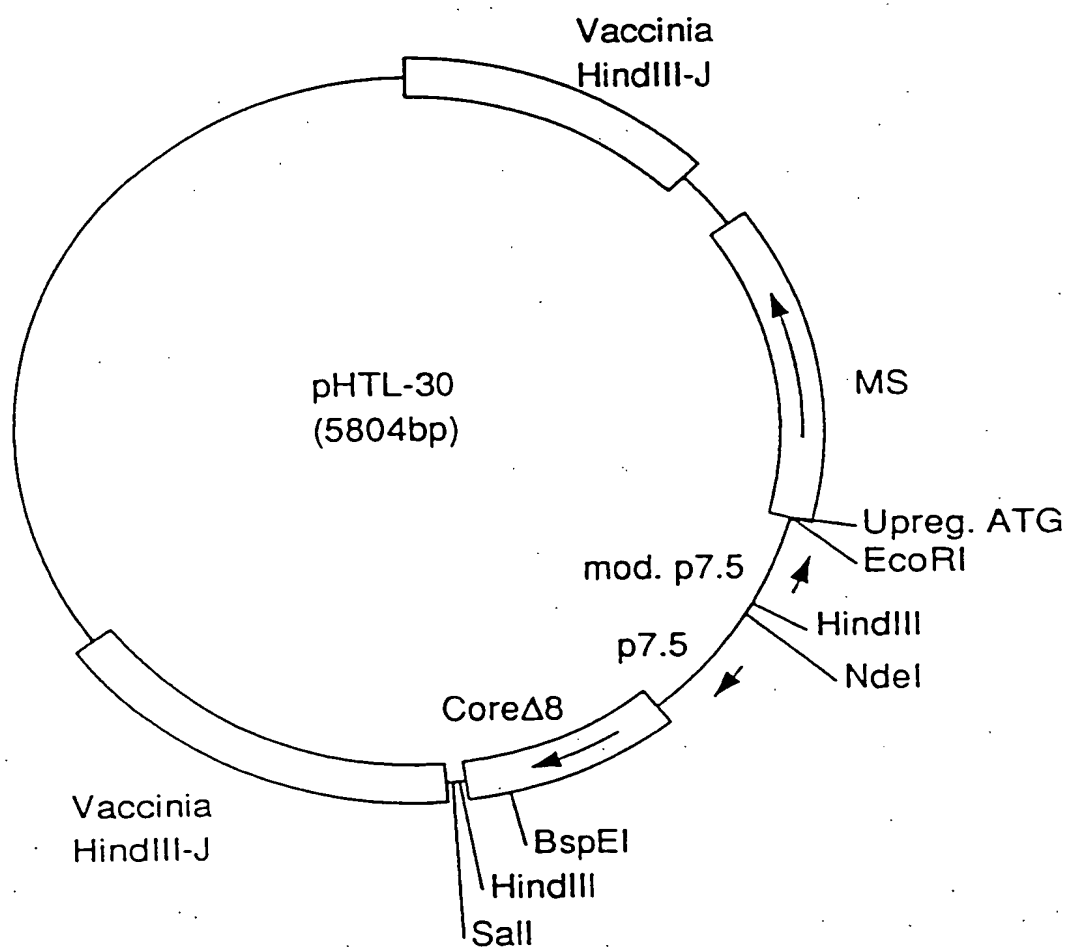 Vaccinia
HindIII-J
pHTL-30
(5804bp)
MS
Upreg. ATG
EcoRI
mod. p7.5
HindIII
p7.5
NdeI
CoreΔ8
Vaccinia
HindIII-J
BspEI
HindIII
SalI